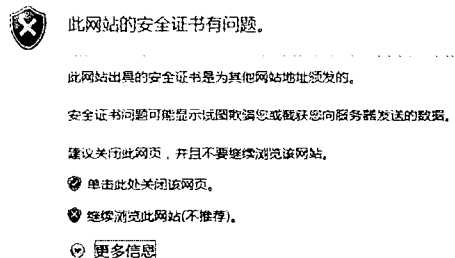 此网站的安全证书有问题。
此网站出具的安全证书是为其他网站地址颁发的。
安全证书问题可能显示试图欺骗您或截获您向服务器发送的数据。
建议关闭此网页，并且不要继续浏览该网站。
单击此处关闭该网页。
继续浏览此网站(不推荐)。
更多信息